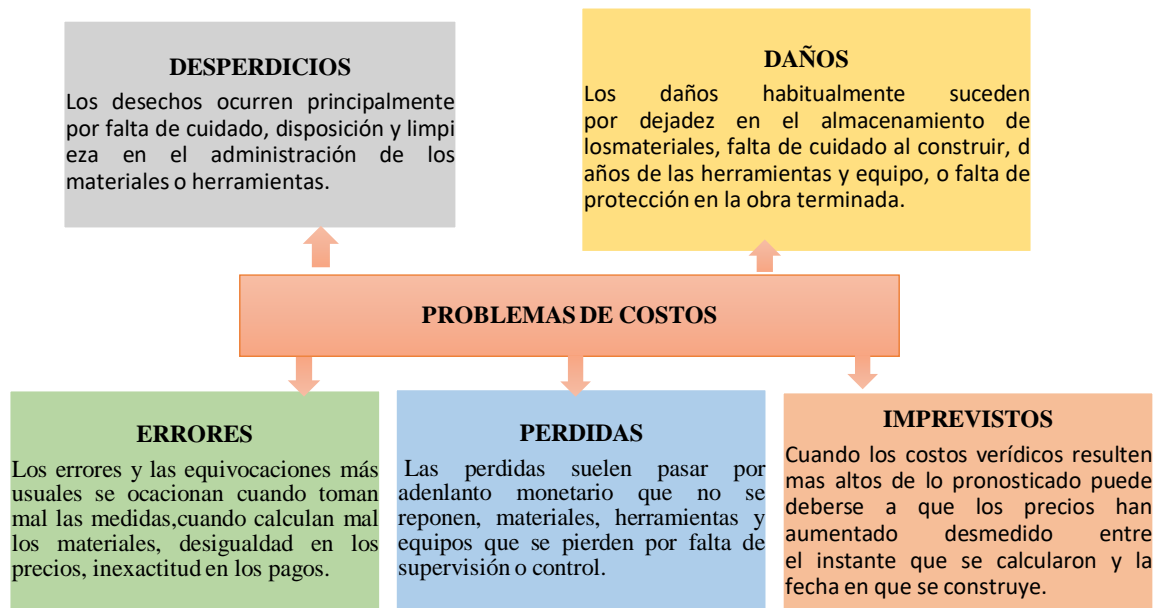 DESPERDICIOS
Los desechos ocurren principalmente
por falta de cuidado, disposición y limpi
eza en el administración de los
materiales o herramientas.
DAÑOS
Los daños habitualmente suceden
por dejadez en el almacenamiento de
losmateriales, falta de cuidado al construir, d
años de las herramientas y equipo, o falta de
protección en la obra terminada.
PROBLEMAS DE COSTOS
ERRORES
Los errores y las equivocaciones más
usuales se ocacionan cuando toman
mal las medidas,cuando calculan mal
los materiales, desigualdad en los
precios, inexactitud en los pagos.
PERDIDAS
Las perdidas suelen pasar por
adenlanto monetario que no se
reponen, materiales, herramientas y
equipos que se pierden por falta de
supervisión o control.
IMPREVISTOS
Cuando los costos verídicos resulten
mas altos de lo pronosticado puede
deberse a que los precios han
aumentado desmedido entre
el instante que se calcularon y la
fecha en que se construye.